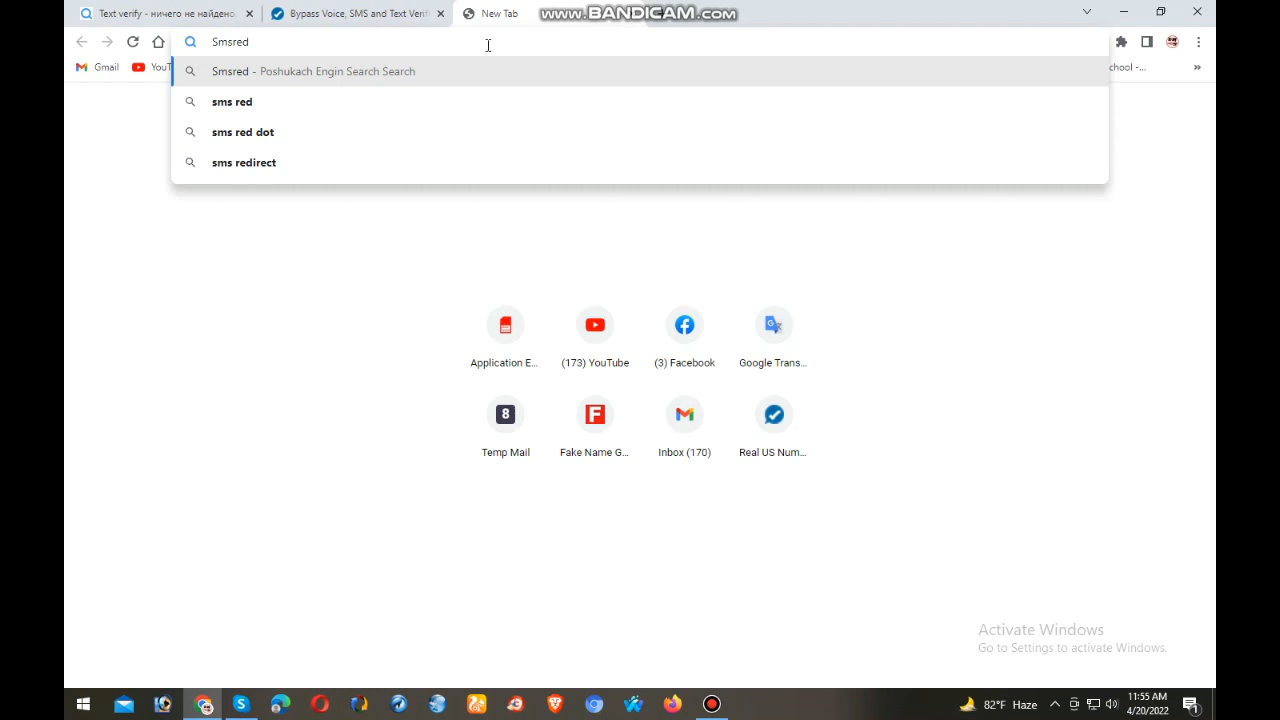 Text verify - ничего не найдено
Bypass Voice, SMS and Text Verif
New Tab
www.BANDICAM.com
Smsred
Gmail
YouT
chool -...
»
Smsred - Poshukach Engin Search Search
sms red
sms red dot
sms redirect
Application E...
(173) YouTube
(3) Facebook
Google Trans...
8
F
Temp Mail
Fake Name G...
Inbox (170)
Real US Num...
Activate Windows
Go to Settings to activate Windows.
82°F Haze
11:55 AM
4/20/2022
1